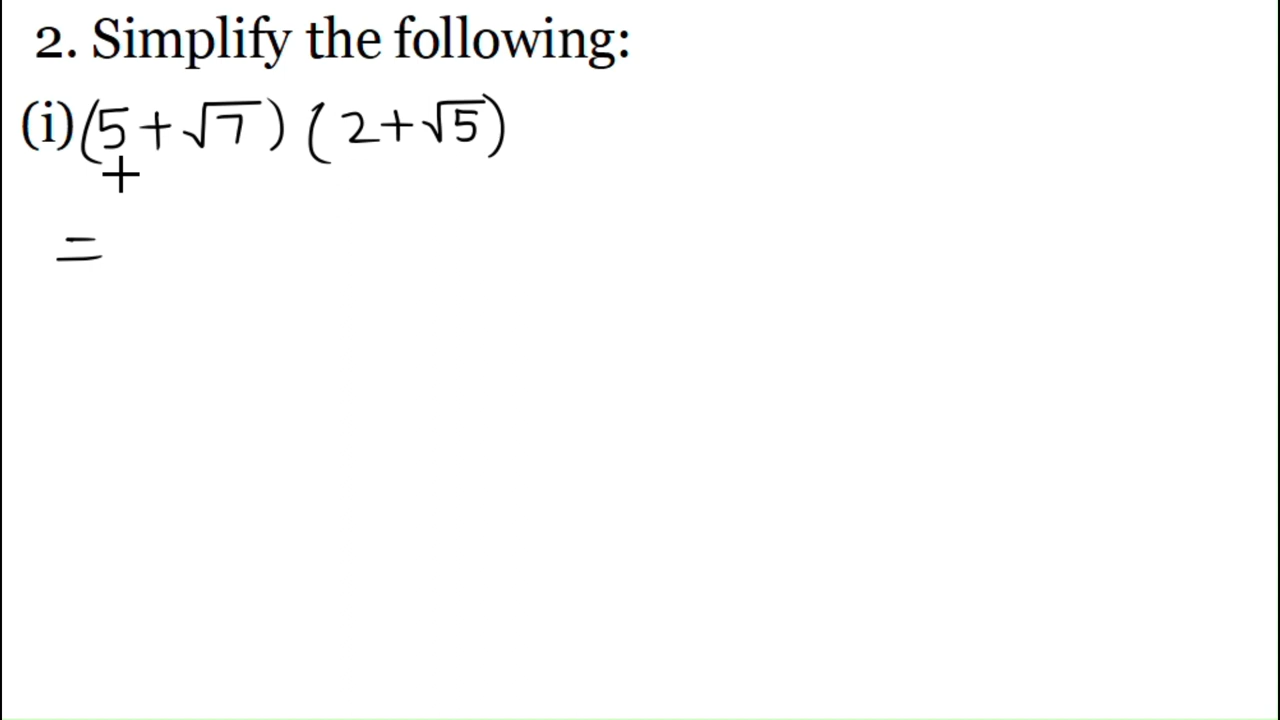 2. Simplify the following:
(i) (5+√7) (2+√5)
=